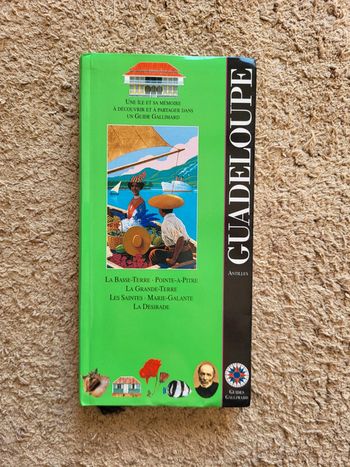 UNE ÎLE ET SA MÉMOIRE
À DÉCOUVRIR ET À PARTAGER DANS
UN GUIDE GALLIMARD
LA BASSE-TERRE · POINTE-À-PITRE
LA GRANDE-TERRE
LES SAINTES · MARIE-GALANTE
LA DÉSIRADE
GUADELOUPE
ANTILLES
GUIDES
GALLIMARD